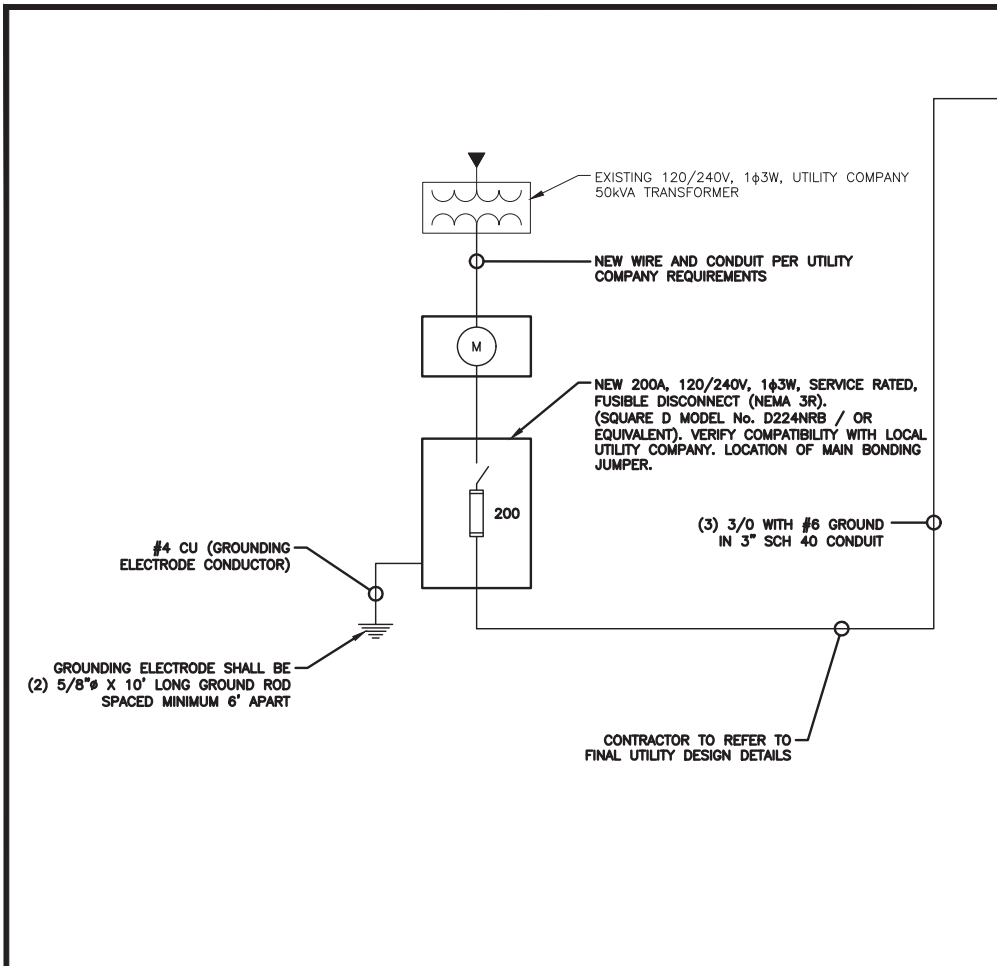 EXISTING 120/240V, 1ϕ3W, UTILITY COMPANY
50kVA TRANSFORMER
NEW WIRE AND CONDUIT PER UTILITY
COMPANY REQUIREMENTS
M
NEW 200A, 120/240V, 1ϕ3W, SERVICE RATED,
FUSIBLE DISCONNECT (NEMA 3R).
(SQUARE D MODEL No. D224NRB / OR
EQUIVALENT). VERIFY COMPATIBILITY WITH LOCAL
UTILITY COMPANY. LOCATION OF MAIN BONDING
JUMPER.
200
(3) 3/0 WITH #6 GROUND
IN 3" SCH 40 CONDUIT
#4 CU (GROUNDING
ELECTRODE CONDUCTOR)
GROUNDING ELECTRODE SHALL BE
(2) 5/8"ø X 10' LONG GROUND ROD
SPACED MINIMUM 6' APART
CONTRACTOR TO REFER TO
FINAL UTILITY DESIGN DETAILS